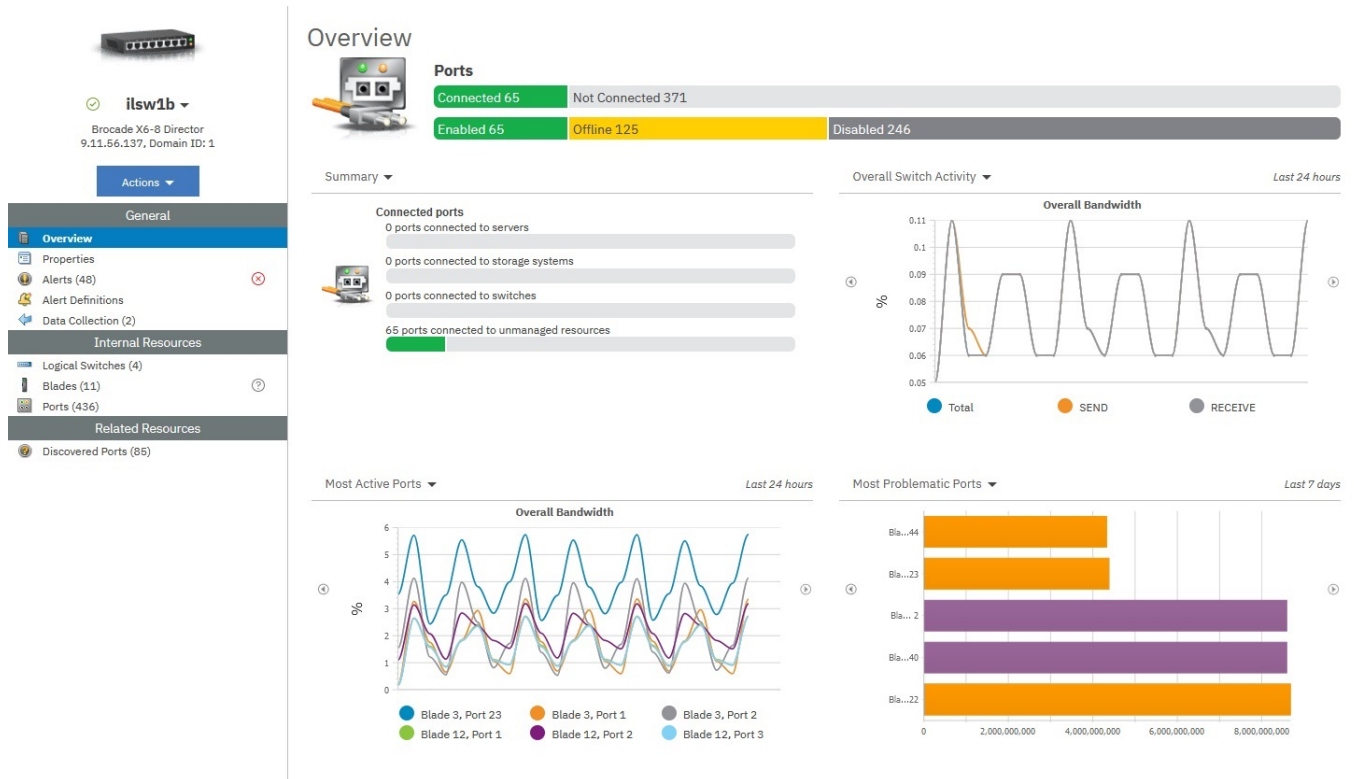 ilsw1b
Brocade X6-8 Director
9.11.56.137, Domain ID: 1
Actions
General
Overview
Properties
Alerts (48)
Alert Definitions
Data Collection (2)
Internal Resources
Logical Switches (4)
Blades (11)
Ports (436)
Related Resources
Discovered Ports (85)
Overview
Ports
Connected 65 Not Connected 371
Enabled 65 Offline 125 Disabled 246
Summary
Connected ports
0 ports connected to servers
0 ports connected to storage systems
0 ports connected to switches
65 ports connected to unmanaged resources
Overall Switch Activity Last 24 hours
Overall Bandwidth
0.11
0.1
0.09
0.08
0.07
0.06
0.05
%
Total SEND RECEIVE
Most Active Ports Last 24 hours
Overall Bandwidth
6
5
4
3
2
1
0
%
Blade 3, Port 23 Blade 3, Port 1 Blade 3, Port 2
Blade 12, Port 1 Blade 12, Port 2 Blade 12, Port 3
Most Problematic Ports Last 7 days
Bla...44
Bla...23
Bla... 2
Bla...40
Bla...22
0 2,000,000,000 4,000,000,000 6,000,000,000 8,000,000,000